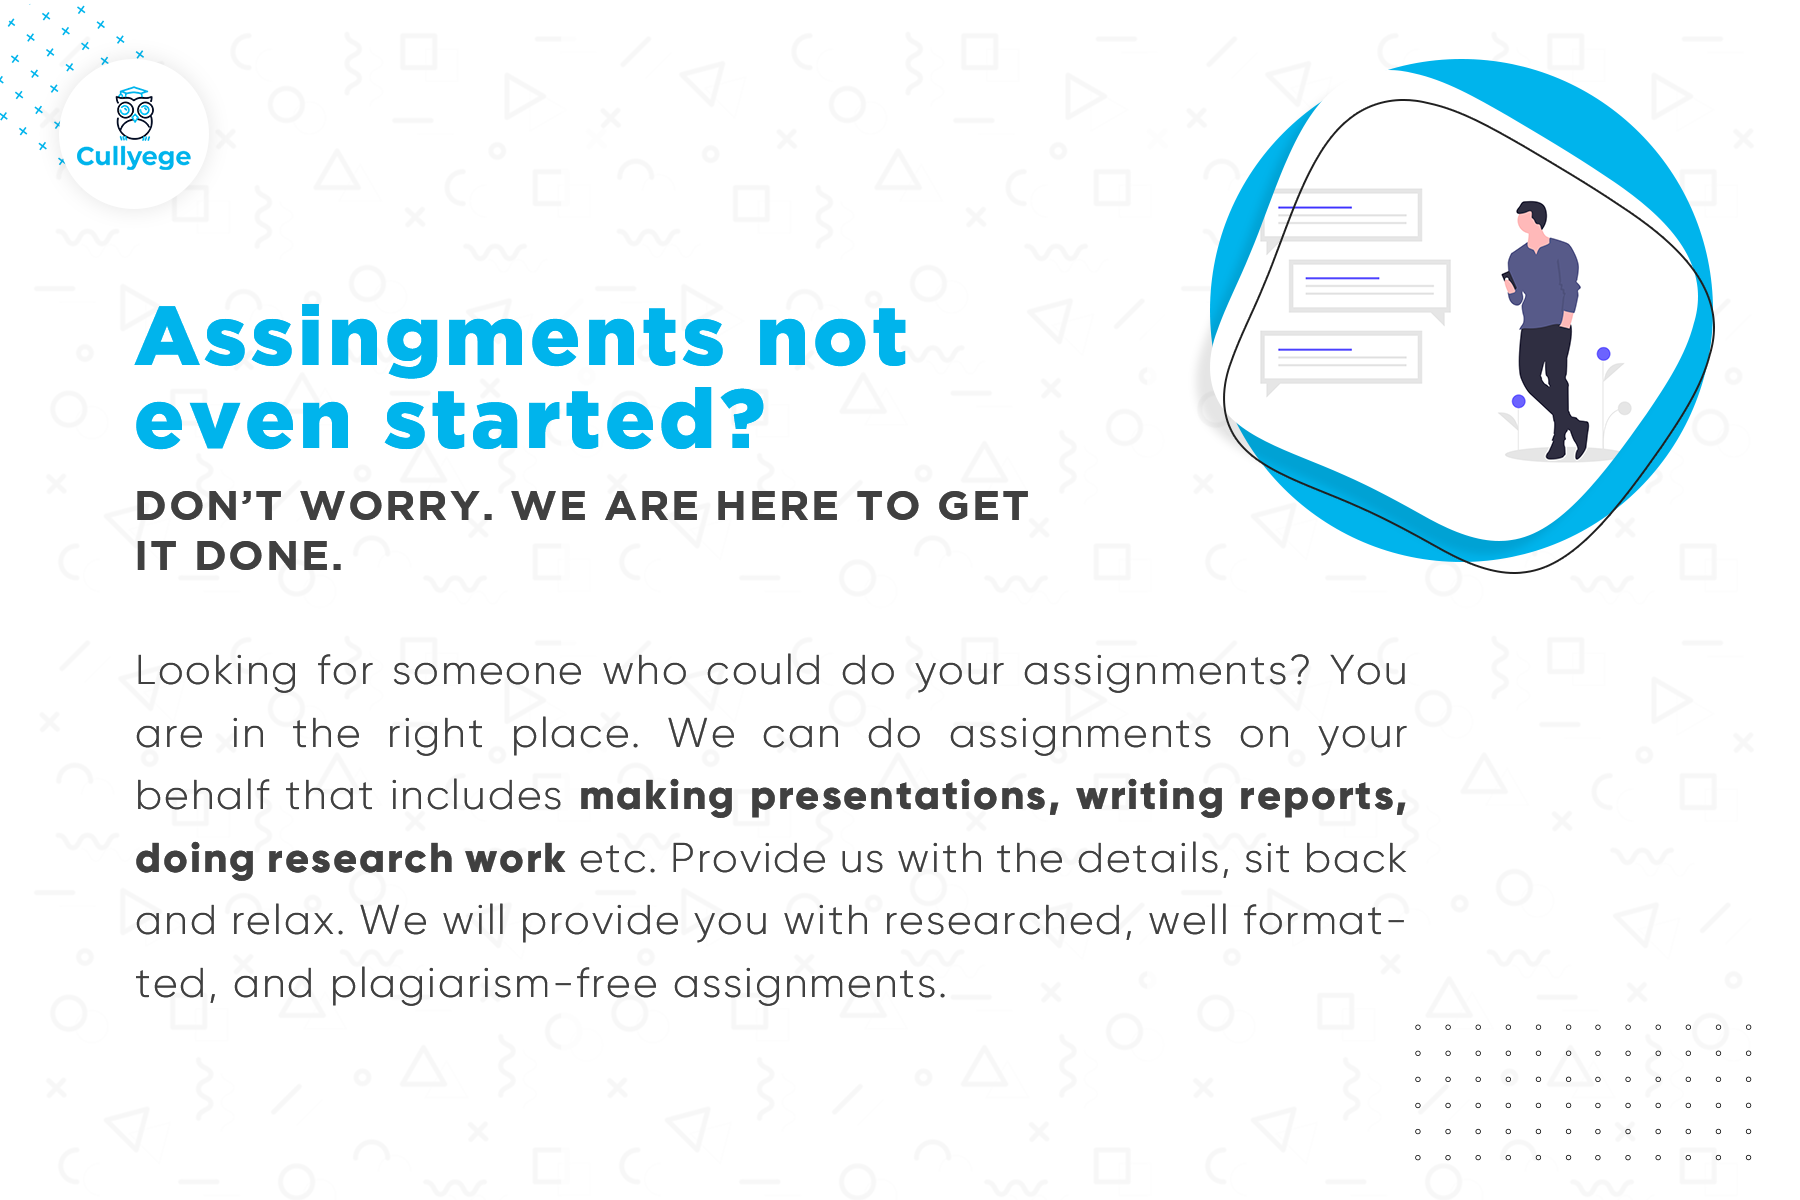 Cullyege
Assingments not
even started?
DON’T WORRY. WE ARE HERE TO GET
IT DONE.
Looking for someone who could do your assignments? You
are in the right place. We can do assignments on your
behalf that includes making presentations, writing reports,
doing research work etc. Provide us with the details, sit back
and relax. We will provide you with researched, well format-
ted, and plagiarism-free assignments.